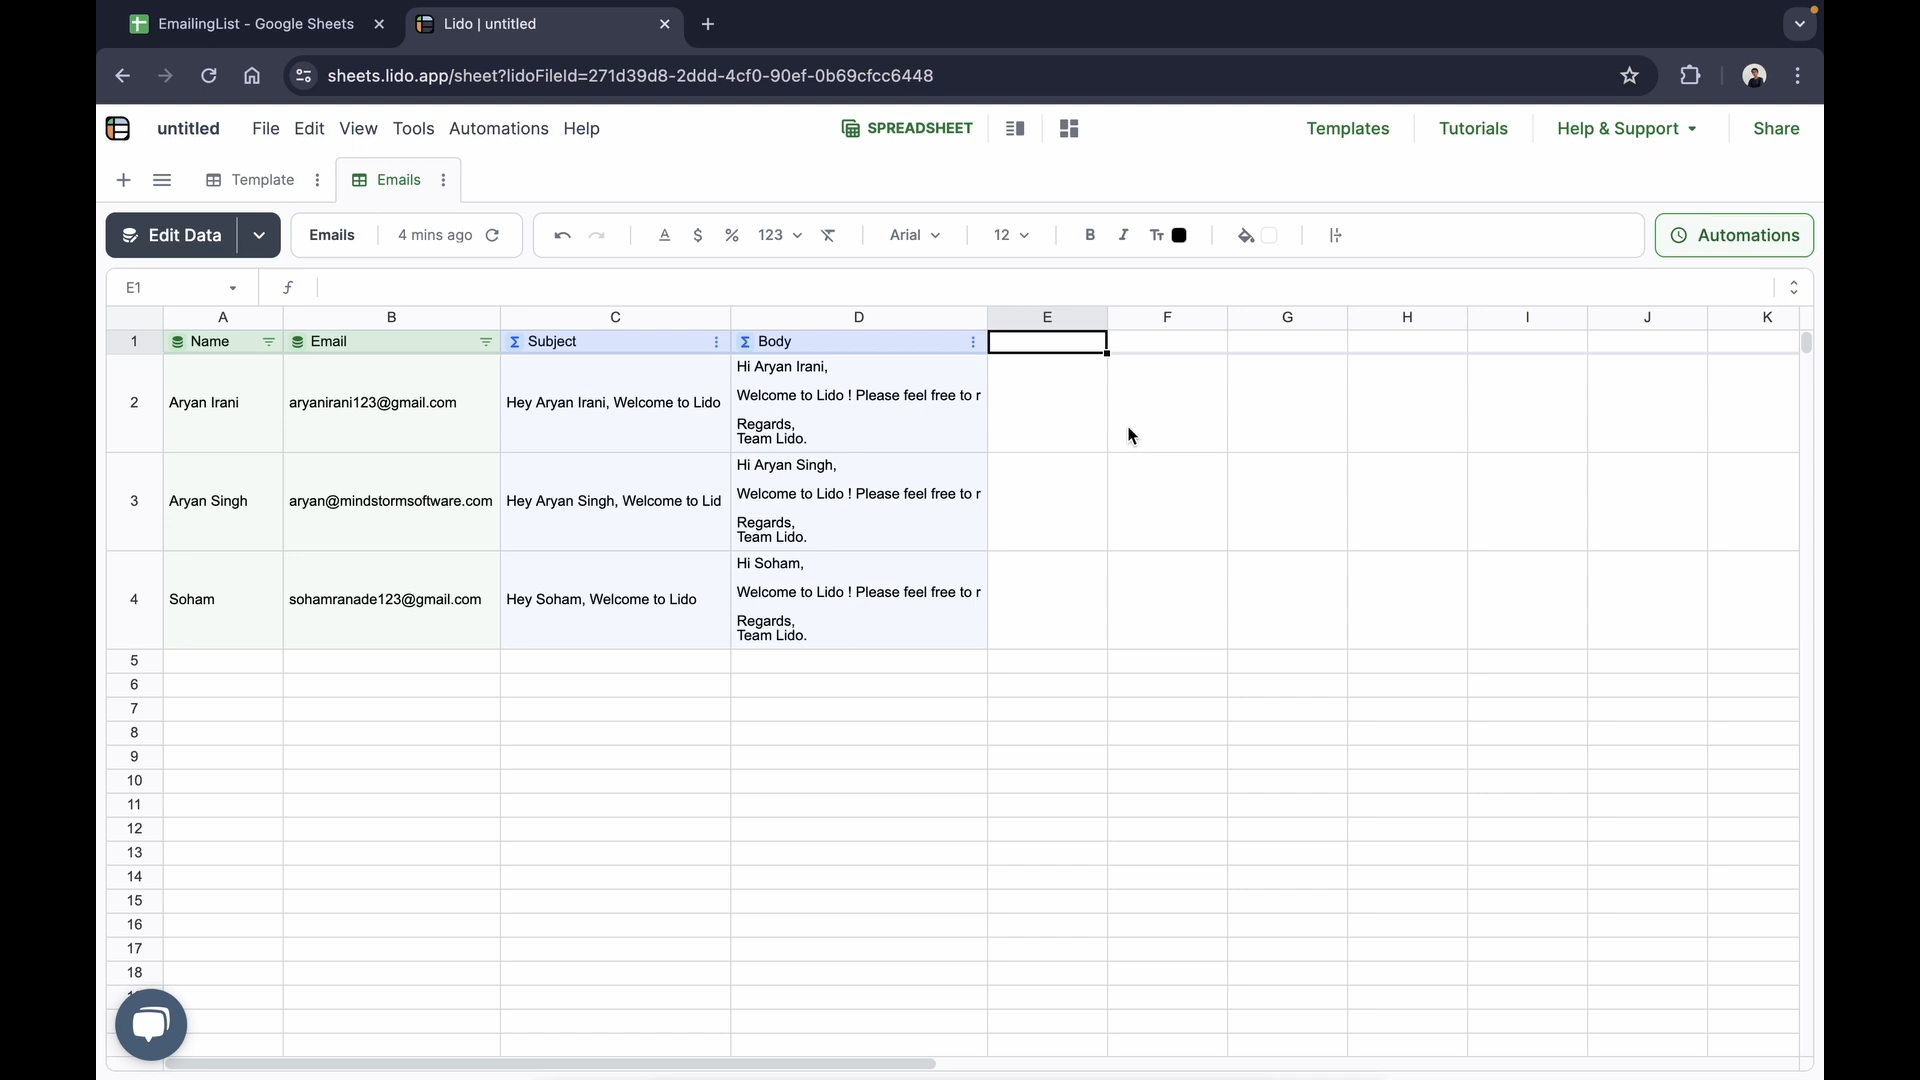 EmailingList - Google Sheets
Lido | untitled
sheets.lido.app/sheet?lidoFileId=271d39d8-2ddd-4cf0-90ef-0b69cfcc6448
untitled File Edit View Tools Automations Help SPREADSHEET Templates Tutorials Help & Support Share
Template Emails
Edit Data Emails 4 mins ago $ % 123 Arial 12 B I Tт Automations
E1 f
A B C D E F G H I J K
1 Name Email Subject Body
2 Aryan Irani aryanirani123@gmail.com Hey Aryan Irani, Welcome to Lido
Hi Aryan Irani,
Welcome to Lido ! Please feel free to r
Regards,
Team Lido.
3 Aryan Singh aryan@mindstormsoftware.com Hey Aryan Singh, Welcome to Lid
Hi Aryan Singh,
Welcome to Lido ! Please feel free to r
Regards,
Team Lido.
4 Soham sohamranade123@gmail.com Hey Soham, Welcome to Lido
Hi Soham,
Welcome to Lido ! Please feel free to r
Regards,
Team Lido.
5
6
7
8
9
10
11
12
13
14
15
16
17
18